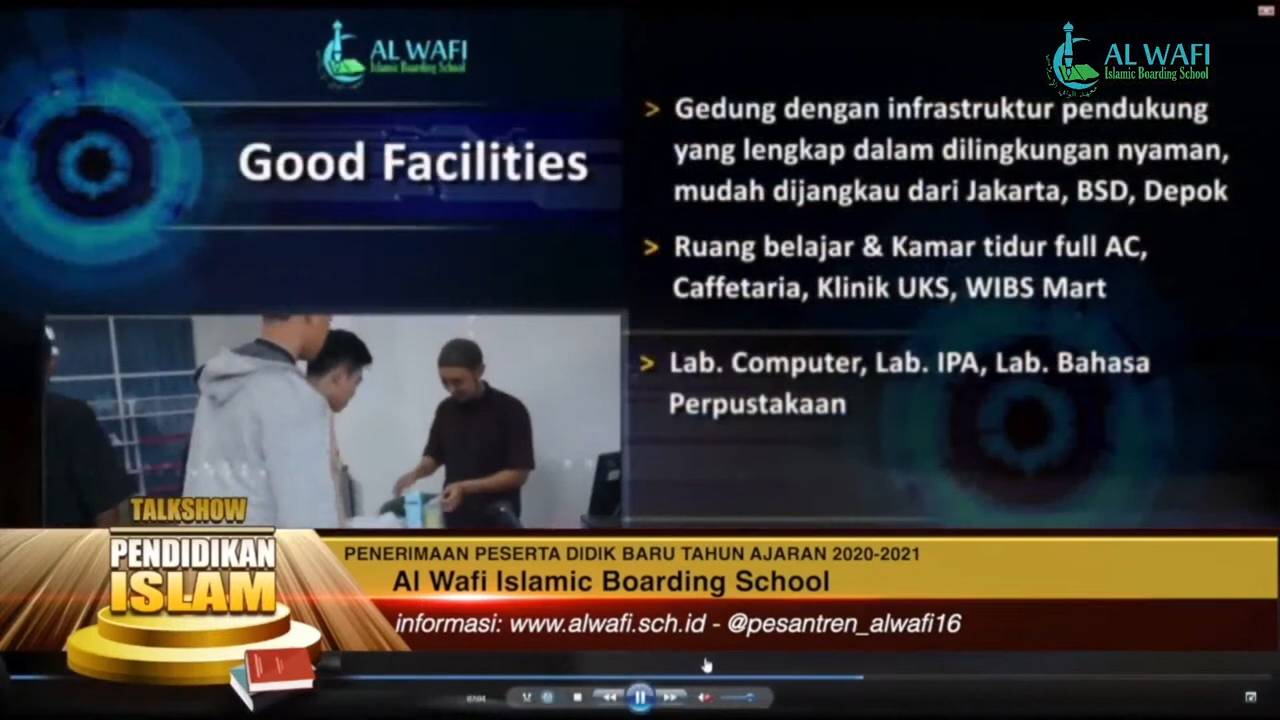 AL WAFI
Islamic Boarding School
AL WAFI
Islamic Boarding School
Good Facilities
> Gedung dengan infrastruktur pendukung
yang lengkap dalam dilingkungan nyaman,
mudah dijangkau dari Jakarta, BSD, Depok
> Ruang belajar & Kamar tidur full AC,
Caffetaria, Klinik UKS, WIBS Mart
> Lab. Computer, Lab. IPA, Lab. Bahasa
Perpustakaan
TALKSHOW
PENDIDIKAN
ISLAM
PENERIMAAN PESERTA DIDIK BARU TAHUN AJARAN 2020-2021
Al Wafi Islamic Boarding School
informasi: www.alwafi.sch.id - @pesantren_alwafi16